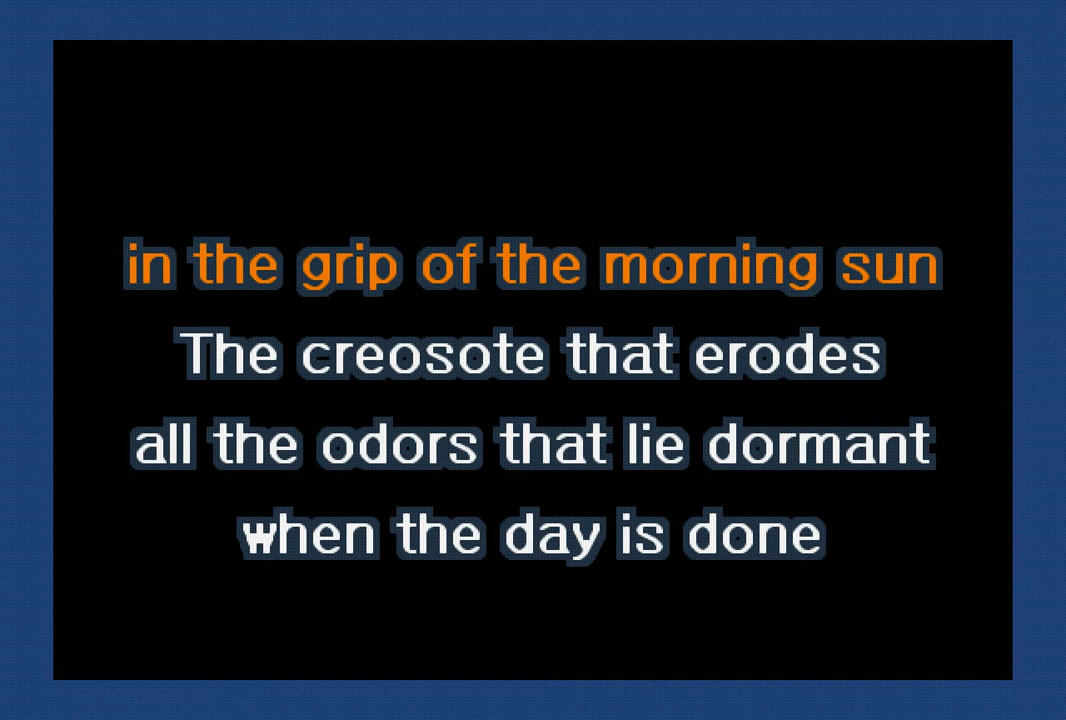 in the grip of the morning sun
The creosote that erodes
all the odors that lie dormant
when the day is done